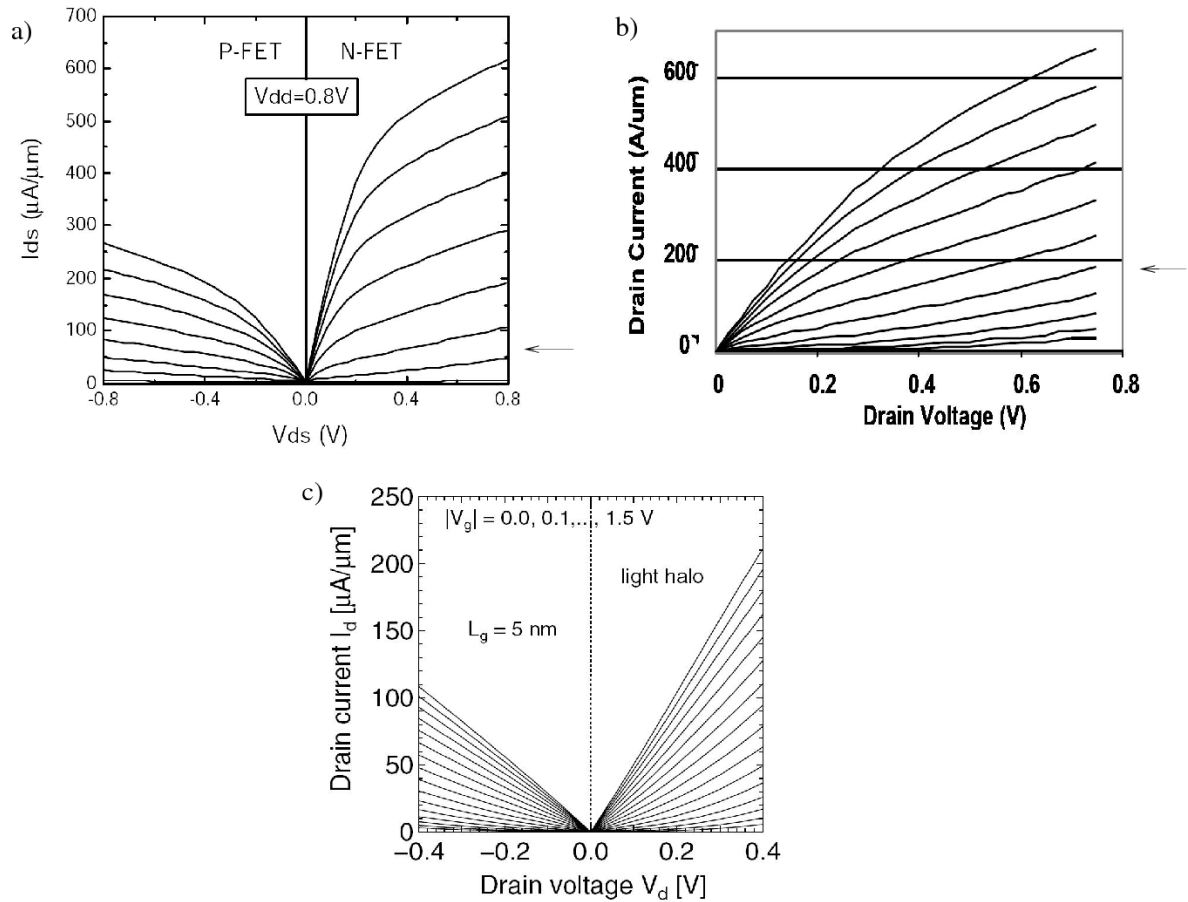 a)
700
600
500
400
300
200
100
0
Ids (μA/μm)
P-FET
N-FET
Vdd=0.8V
-0.8
-0.4
0.0
0.4
0.8
Vds (V)
b)
600
400
200
0
Drain Current (A/um)
0
0.2
0.4
0.6
0.8
Drain Voltage (V)
c)
250
200
150
100
50
0
Drain current I_d [μA/μm]
|V_g| = 0.0, 0.1,..., 1.5 V
light halo
L_g = 5 nm
−0.4
−0.2
0.0
0.2
0.4
Drain voltage V_d [V]